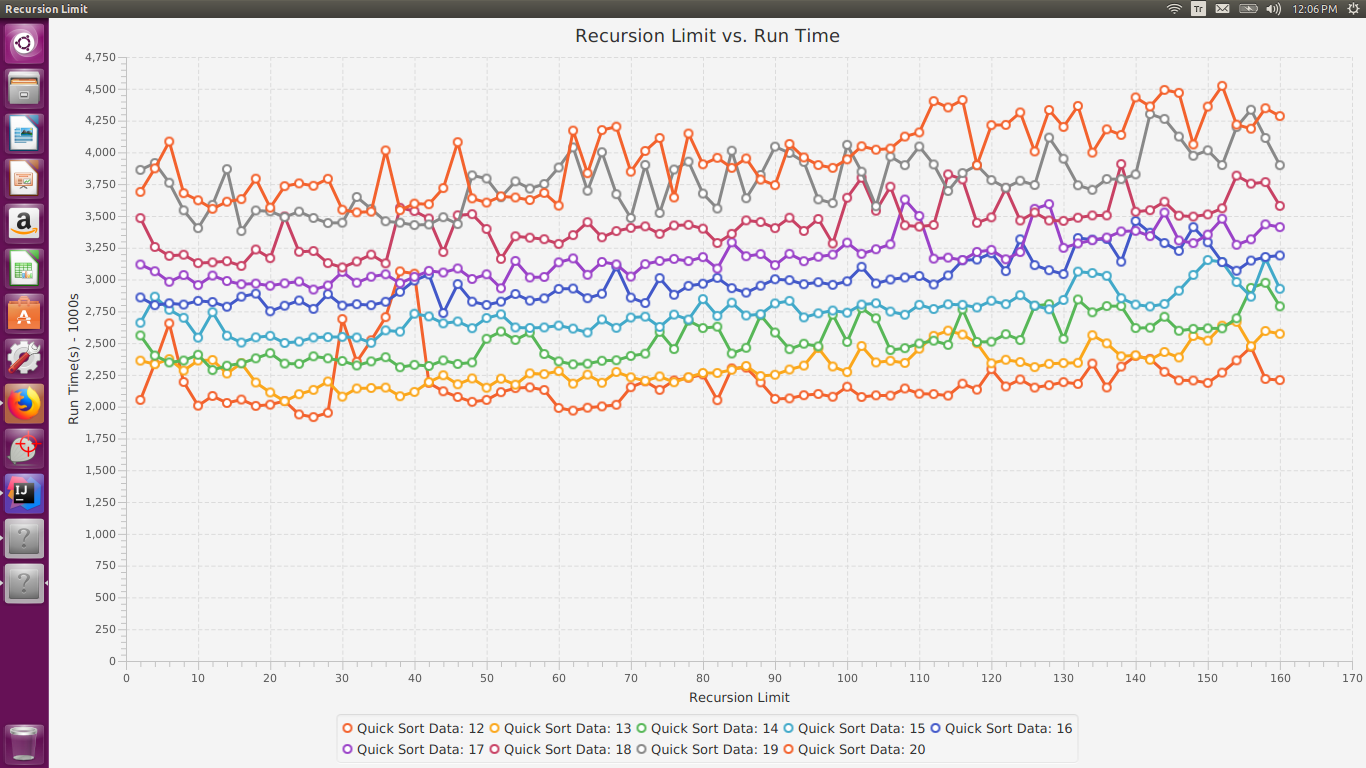 Recursion Limit
Tr
12:06 PM
Recursion Limit vs. Run Time
4,750
4,500
4,250
4,000
3,750
3,500
3,250
3,000
2,750
2,500
2,250
2,000
1,750
1,500
1,250
1,000
750
500
250
0
Run Time(s) - 1000s
0 10 20 30 40 50 60 70 80 90 100 110 120 130 140 150 160 170
Recursion Limit
Quick Sort Data: 12 Quick Sort Data: 13 Quick Sort Data: 14 Quick Sort Data: 15 Quick Sort Data: 16
Quick Sort Data: 17 Quick Sort Data: 18 Quick Sort Data: 19 Quick Sort Data: 20
a
A
IJ
?
?